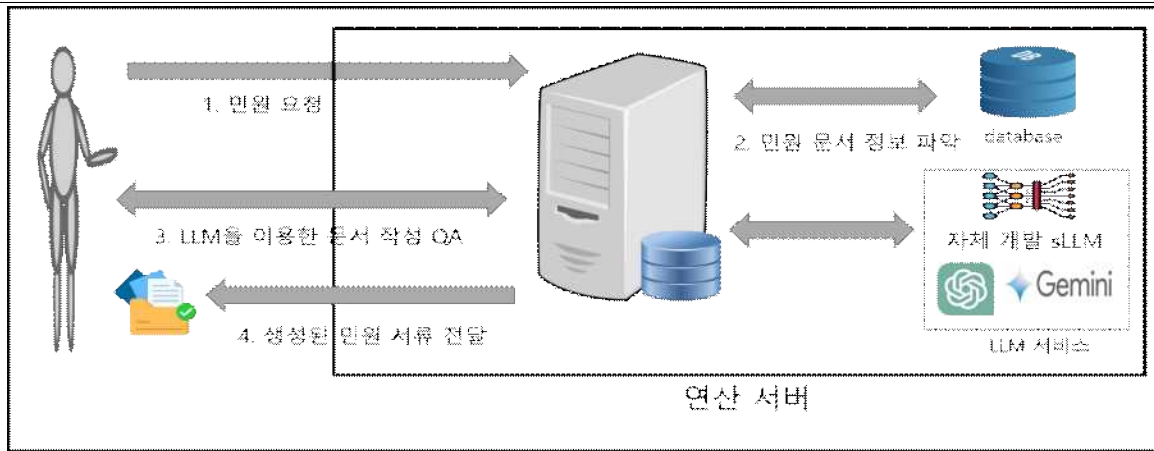 1. 민원 요청
2. 민원 문서 정보 파악
database
3. LLM을 이용한 문서 작성 QA
자체 개발 sLLM
Gemini
4. 생성된 민원 서류 전달
LLM 서비스
연산 서버